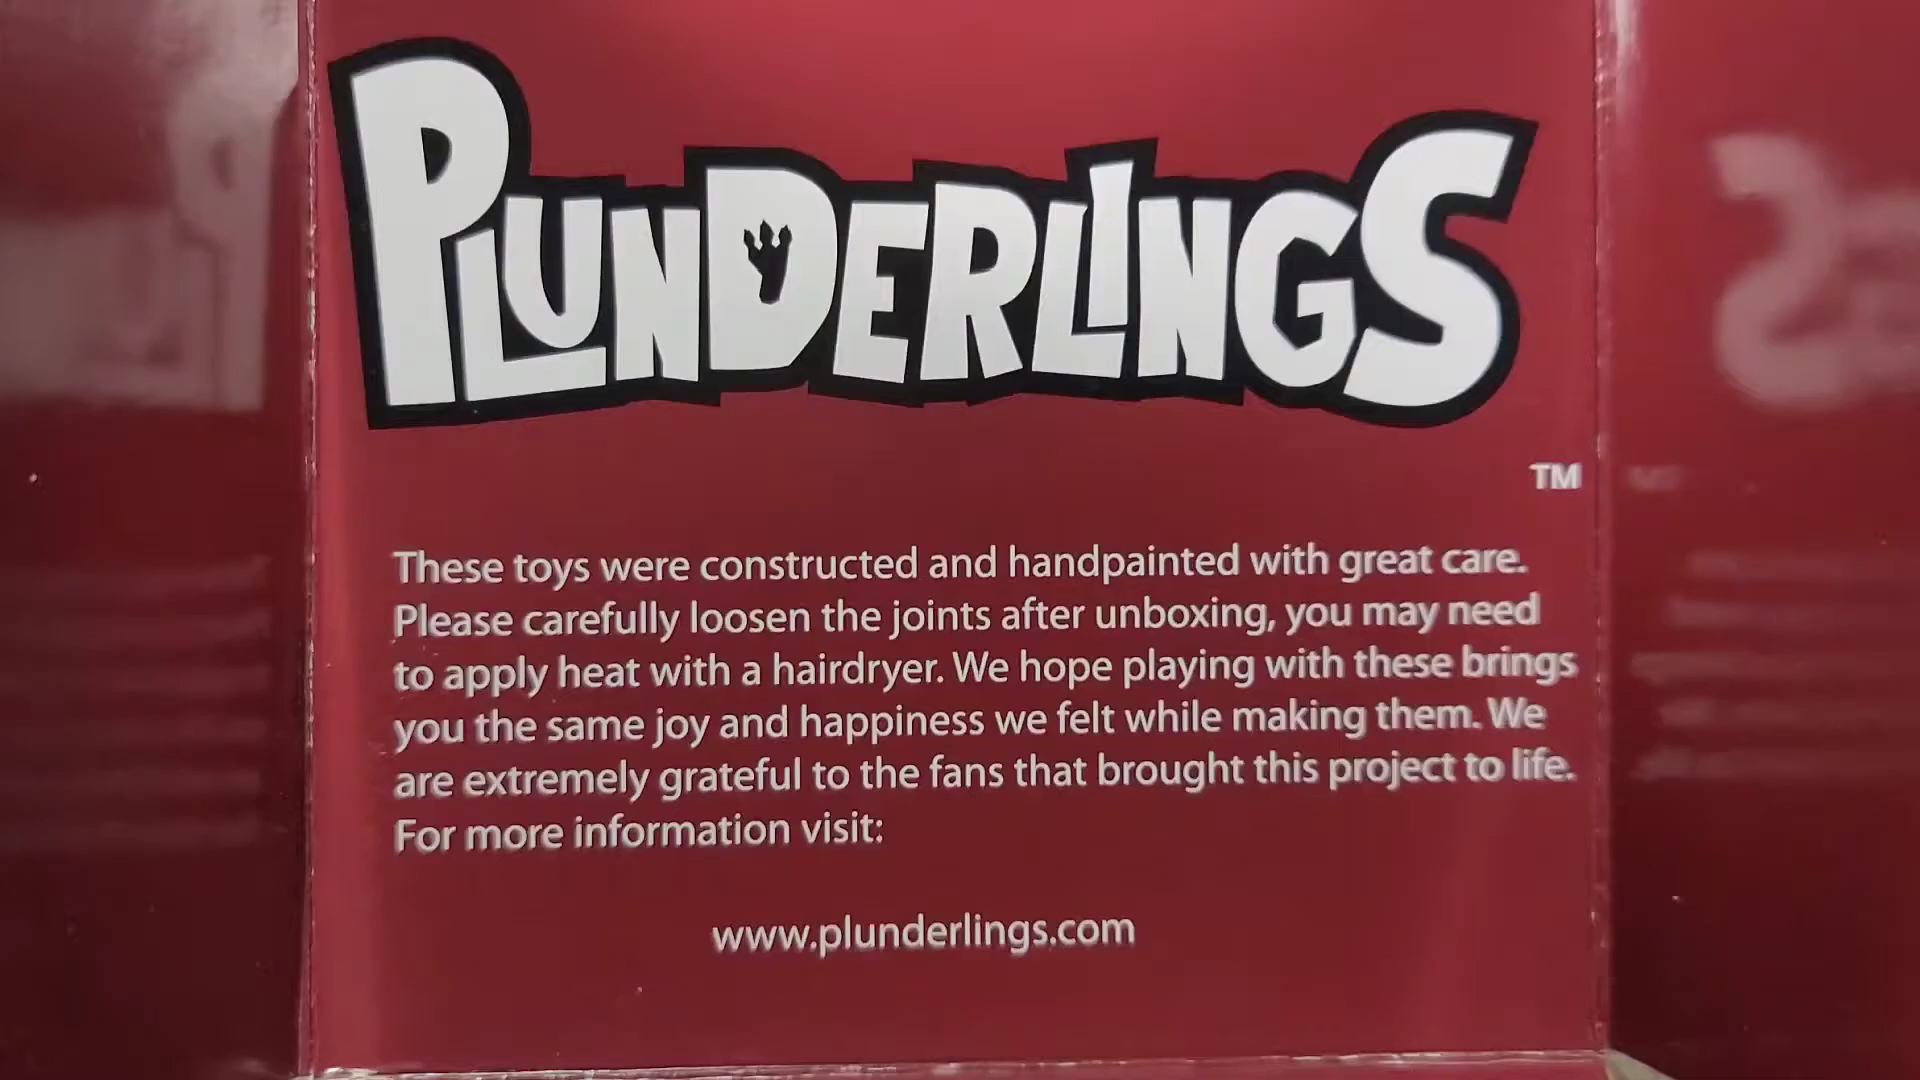 PLUNDERLINGS
TM
These toys were constructed and handpainted with great care.
Please carefully loosen the joints after unboxing, you may need
to apply heat with a hairdryer. We hope playing with these brings
you the same joy and happiness we felt while making them. We
are extremely grateful to the fans that brought this project to life.
For more information visit:
www.plunderlings.com